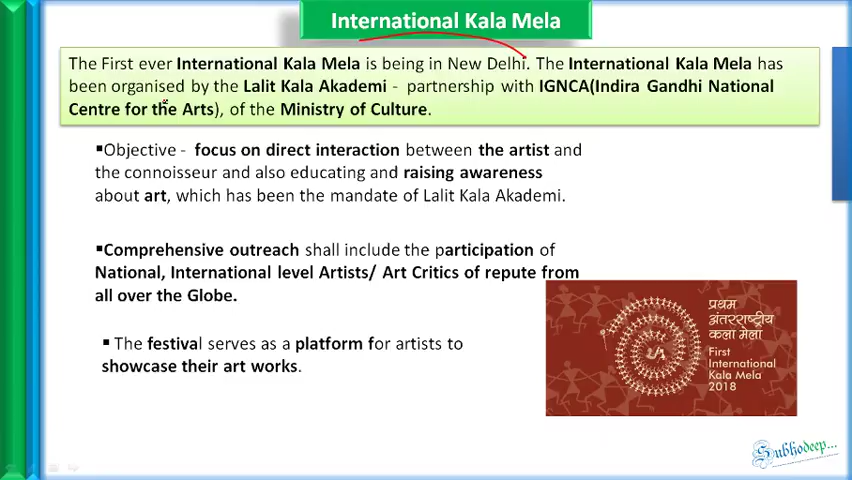 International Kala Mela
The First ever International Kala Mela is being in New Delhi. The International Kala Mela has
been organised by the Lalit Kala Akademi - partnership with IGNCA(Indira Gandhi National
Centre for the Arts), of the Ministry of Culture.
▪Objective - focus on direct interaction between the artist and
the connoisseur and also educating and raising awareness
about art, which has been the mandate of Lalit Kala Akademi.
▪Comprehensive outreach shall include the participation of
National, International level Artists/ Art Critics of repute from
all over the Globe.
▪ The festival serves as a platform for artists to
showcase their art works.
प्रथम
अंतरराष्ट्रीय
कला मेला
First
International
Kala Mela
2018
Subhodeep...